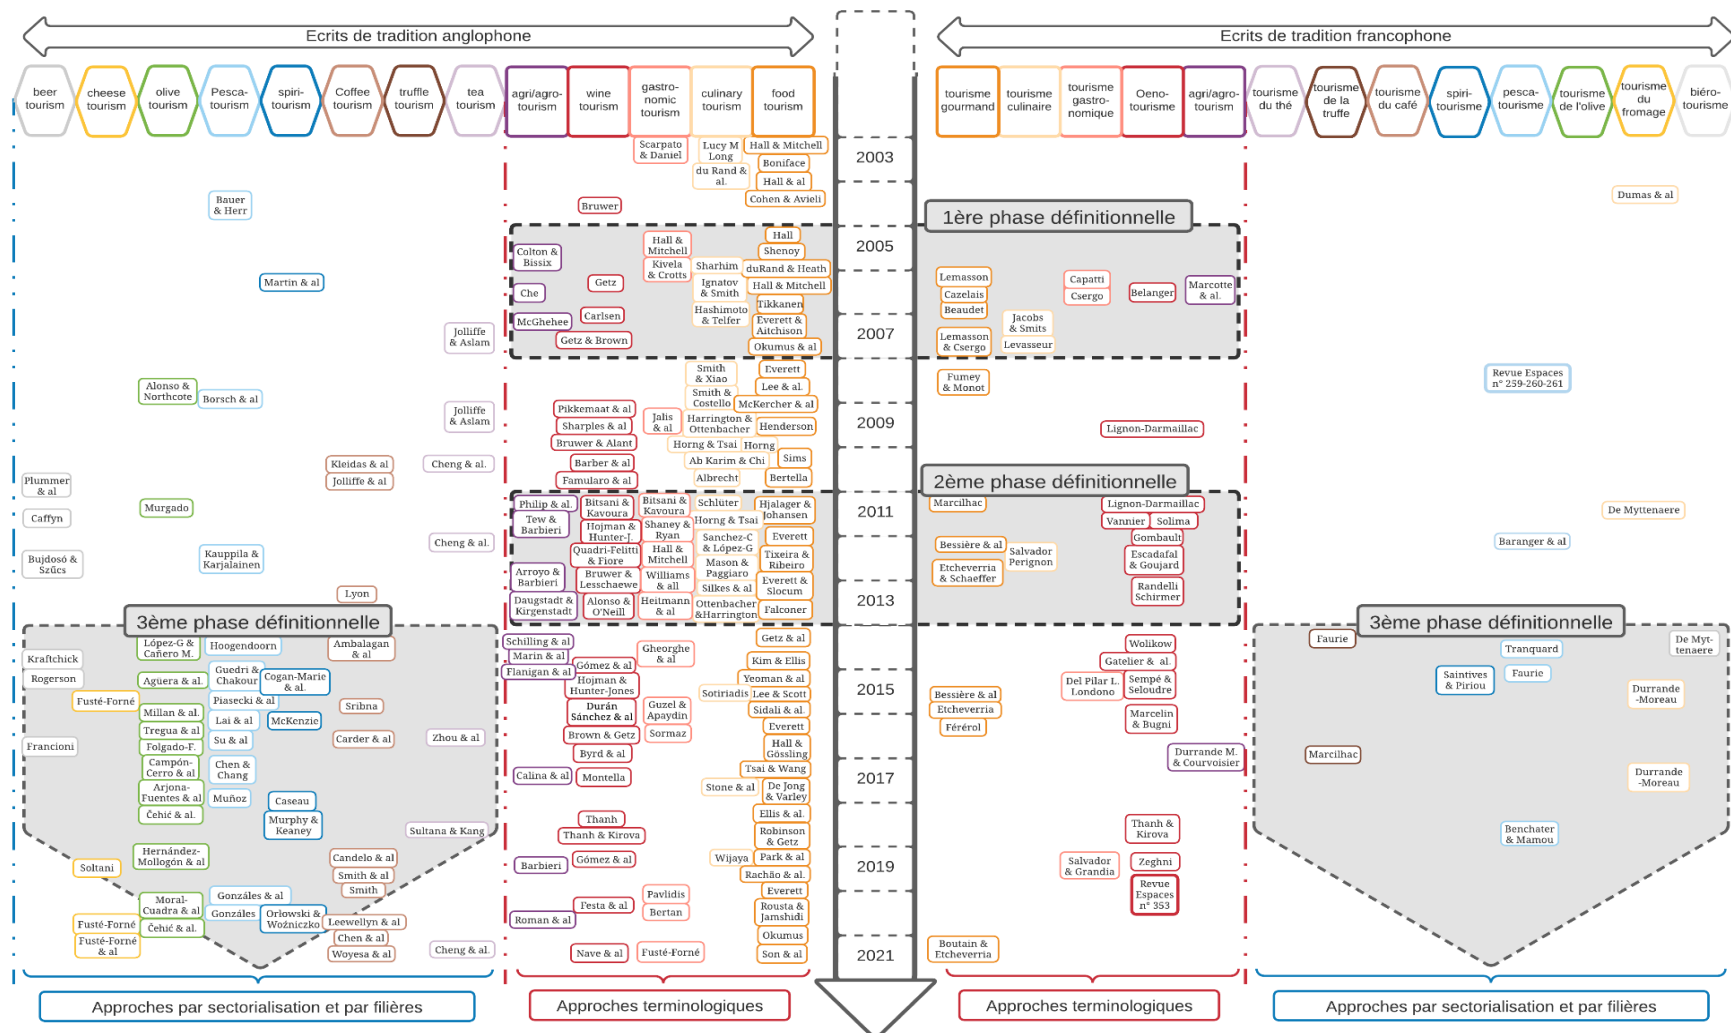 Ecrits de tradition anglophone
Ecrits de tradition francophone
beer
tourism
cheese
tourism
olive
tourism
Pesca-
tourism
spiri-
tourism
Coffee
tourism
truffle
tourism
tea
tourism
agri/agro-
tourism
wine
tourism
gastro-
nomic
tourism
culinary
tourism
food
tourism
tourisme
gourmand
tourisme
culinaire
tourisme
gastro-
nomique
Oeno-
tourisme
agri/agro-
tourisme
tourisme
du thé
tourisme
de la
truffe
tourisme
du café
spiri-
tourisme
pesca-
tourisme
tourisme
de l'olive
tourisme
du
fromage
biéro-
tourisme
2003
2005
2007
2009
2011
2013
2015
2017
2019
2021
Plummer
& al
Caffyn
Bujdosó &
Szűcs
Kraftchick
Rogerson
Francioni
Fusté-Forné
Soltani
Fusté-Forné
Fusté-Forné
& al
Alonso &
Northcote
Murgado
3ème phase définitionnelle
López-G &
Cañero M.
Agüera & al.
Millan & al.
Tregua & al
Folgado-F.
Campón-
Cerro & al
Arjona-
Fuentes & al
Čehić & al.
Hernández-
Mollogón & al
Moral-
Cuadra & al
Čehić & al.
Bauer
& Herr
Borsch & al
Kauppila &
Karjalainen
Hoogendoorn
Guedri &
Chakour
Piasecki & al
Lai & al
Su & al
Chen &
Chang
Muñoz
Gonzáles & al
Gonzáles
Martin & al
Cogan-Marie
& al.
McKenzie
Caseau
Murphy &
Keaney
Orłowski &
Woźniczko
Kleidas & al
Jolliffe & al
Lyon
Ambalagan
& al
Sribna
Carder & al
Candelo & al
Smith & al
Smith
Leewellyn & al
Chen & al
Woyesa & al
Jolliffe
& Aslam
Jolliffe
& Aslam
Cheng & al.
Cheng & al.
Zhou & al
Sultana & Kang
Cheng & al.
Colton &
Bissix
Che
McGhehee
Philip & al.
Tew &
Barbieri
Arroyo &
Barbieri
Daugstadt &
Kirgenstadt
Schilling & al
Marin & al
Flanigan & al
Calina & al
Barbieri
Roman & al
Bruwer
Getz
Carlsen
Getz & Brown
Pikkemaat & al
Sharples & al
Bruwer & Alant
Barber & al
Famularo & al
Bitsani &
Kavoura
Hojman &
Hunter-J.
Quadri-Felitti
& Fiore
Bruwer &
Lesschaewe
Alonso &
O'Neill
Gómez & al
Hojman &
Hunter-Jones
Durán
Sánchez & al
Brown & Getz
Byrd & al
Montella
Thanh
Thanh & Kirova
Gómez & al
Festa & al
Nave & al
Scarpato
& Daniel
Hall &
Mitchell
Kivela
& Crotts
Jalis
& al
Bitsani &
Kavoura
Shaney &
Ryan
Hall &
Mitchell
Williams
& all
Heitmann
& al
Gheorghe
& al
Guzel &
Apaydin
Sormaz
Pavlidis
Bertan
Fusté-Forné
Lucy M
Long
du Rand &
al.
Sharhim
Ignatov
& Smith
Hashimoto
& Telfer
Smith
& Xiao
Smith &
Costello
Harrington &
Ottenbacher
Horng & Tsai
Horng
Ab Karim & Chi
Albrecht
Schlüter
Horng & Tsai
Sanchez-C
& López-G
Mason &
Paggiaro
Silkes & al
Ottenbacher
&Harrington
Sotiriadis
Stone & al
Wijaya
Hall & Mitchell
Boniface
Hall & al
Cohen & Avieli
Hall
Shenoy
duRand & Heath
Hall & Mitchell
Tikkanen
Everett &
Aitchison
Okumus & al
Everett
Lee & al.
McKercher & al
Henderson
Sims
Bertella
Hjalager &
Johansen
Everett
Tixeira &
Ribeiro
Everett &
Slocum
Falconer
Getz & al
Kim & Ellis
Yeoman & al
Lee & Scott
Sidali & al.
Everett
Hall &
Gössling
Tsai & Wang
De Jong
& Varley
Ellis & al.
Robinson
& Getz
Park & al
Rachão & al.
Everett
Rousta &
Jamshidi
Okumus
Son & al
1ère phase définitionnelle
Lemasson
Cazelais
Beaudet
Lemasson
& Csergo
Jacobs
& Smits
Levasseur
Capatti
Csergo
Belanger
Marcotte
& al.
Fumey
& Monot
Lignon-Darmaillac
2ème phase définitionnelle
Marcilhac
Bessière & al
Etcheverria
& Schaeffer
Salvador
Perignon
Lignon-Darmaillac
Vannier
Solima
Gombault
Escadafal
& Goujard
Randelli
Schirmer
Wolikow
Gatelier & al.
Del Pilar L.
Londono
Sempé &
Seloudre
Bessière & al
Etcheverria
Férérol
Marcelin
& Bugni
Durrande M.
& Courvoisier
Thanh &
Kirova
Salvador
& Grandia
Zeghni
Revue
Espaces
n° 353
Boutain &
Etcheverria
Dumas & al
Revue Espaces
n° 259-260-261
De Myttenaere
Baranger & al
3ème phase définitionnelle
Faurie
Tranquard
De Myt-
tenaere
Saintives
& Piriou
Faurie
Durrande
-Moreau
Marcilhac
Durrande
-Moreau
Benchater
& Mamou
Approches par sectorialisation et par filières
Approches terminologiques
Approches terminologiques
Approches par sectorialisation et par filières